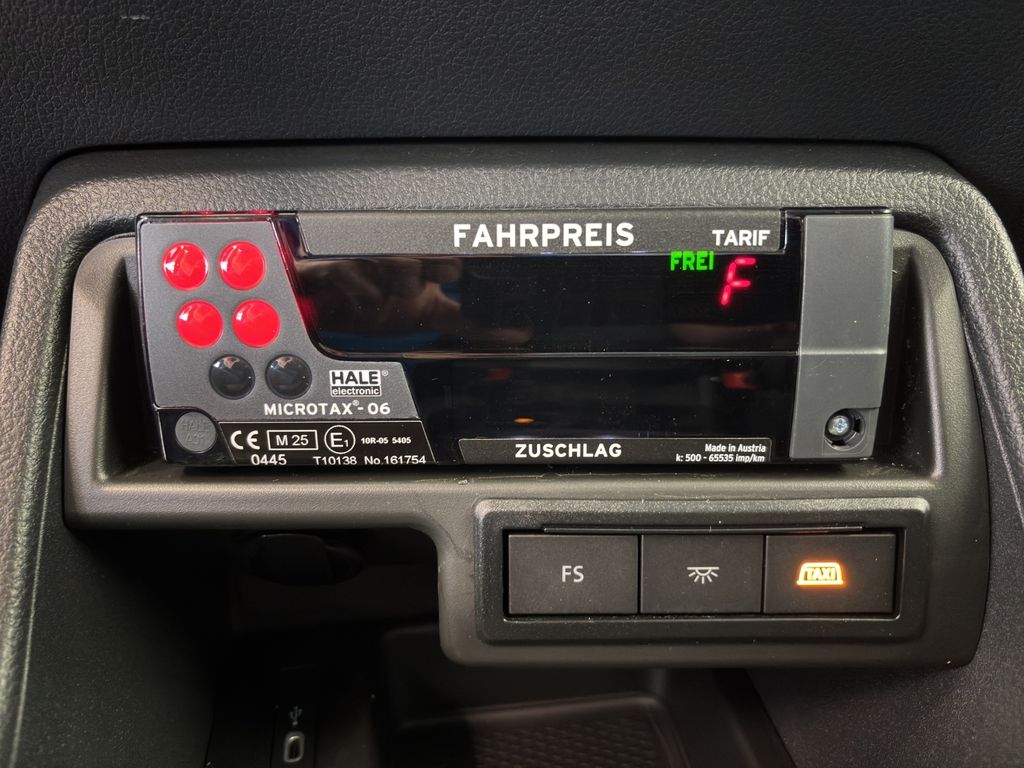 FAHRPREIS
TARIF
FREI
F
HALE®
electronic
MICROTAX®-06
HALE
CE M 25 E1 10R-05 5405
0445 T10138 No.161754
ZUSCHLAG
Made in Austria
k: 500 - 65535 imp/km
FS
TAXI